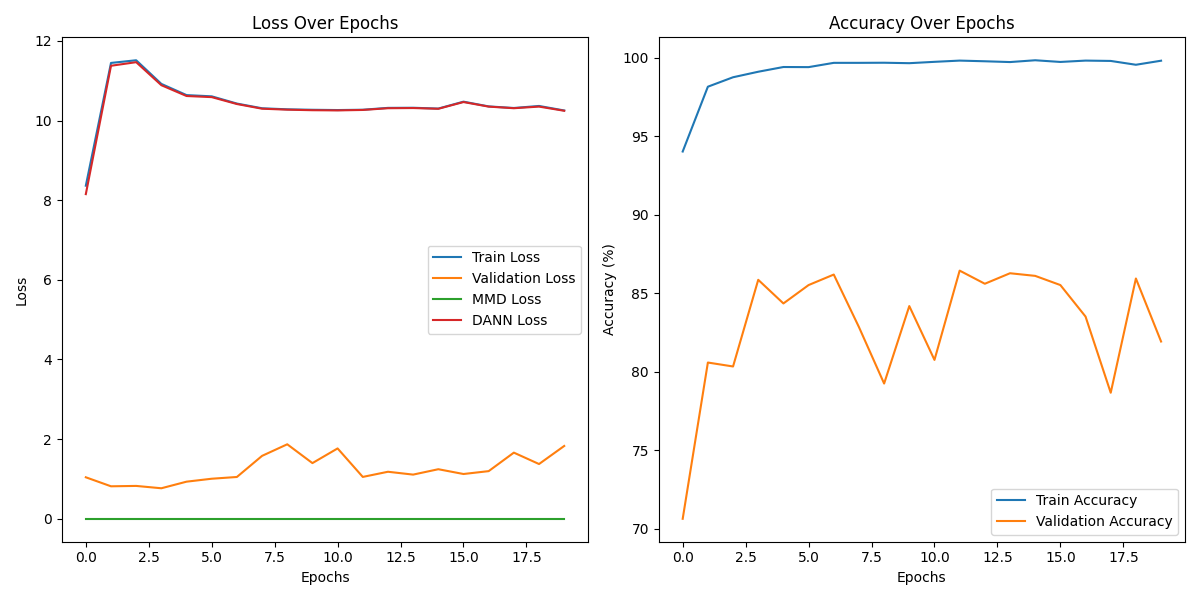 Loss Over Epochs
12
10
8
6
4
2
0
Loss
Train Loss
Validation Loss
MMD Loss
DANN Loss
0.0 2.5 5.0 7.5 10.0 12.5 15.0 17.5
Epochs
Accuracy Over Epochs
100
95
90
85
80
75
70
Accuracy (%)
Train Accuracy
Validation Accuracy
0.0 2.5 5.0 7.5 10.0 12.5 15.0 17.5
Epochs